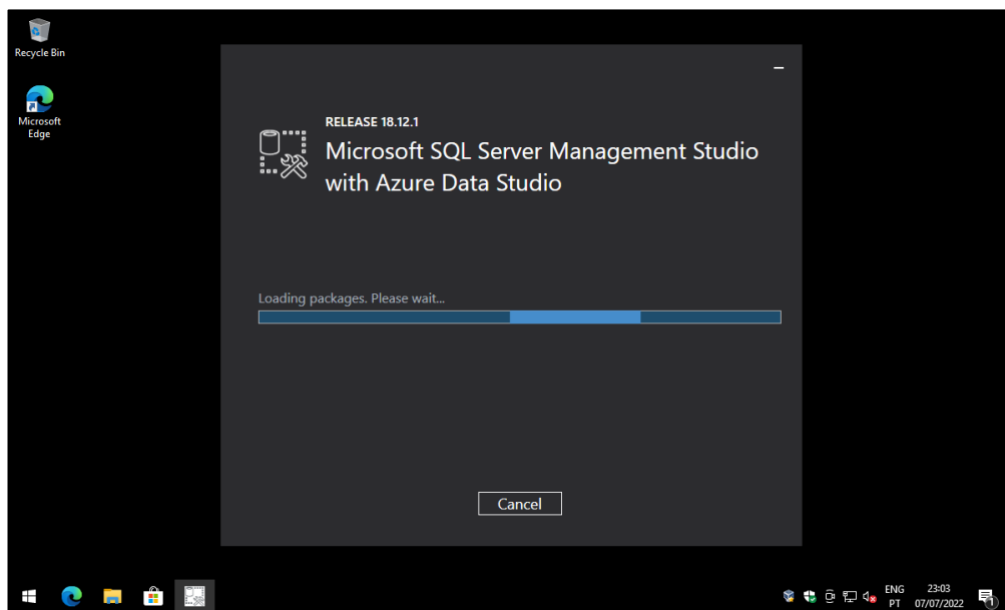 Recycle Bin
Microsoft
Edge
RELEASE 18.12.1
Microsoft SQL Server Management Studio
with Azure Data Studio
Loading packages. Please wait...
Cancel
ENG
PT
23:03
07/07/2022
1